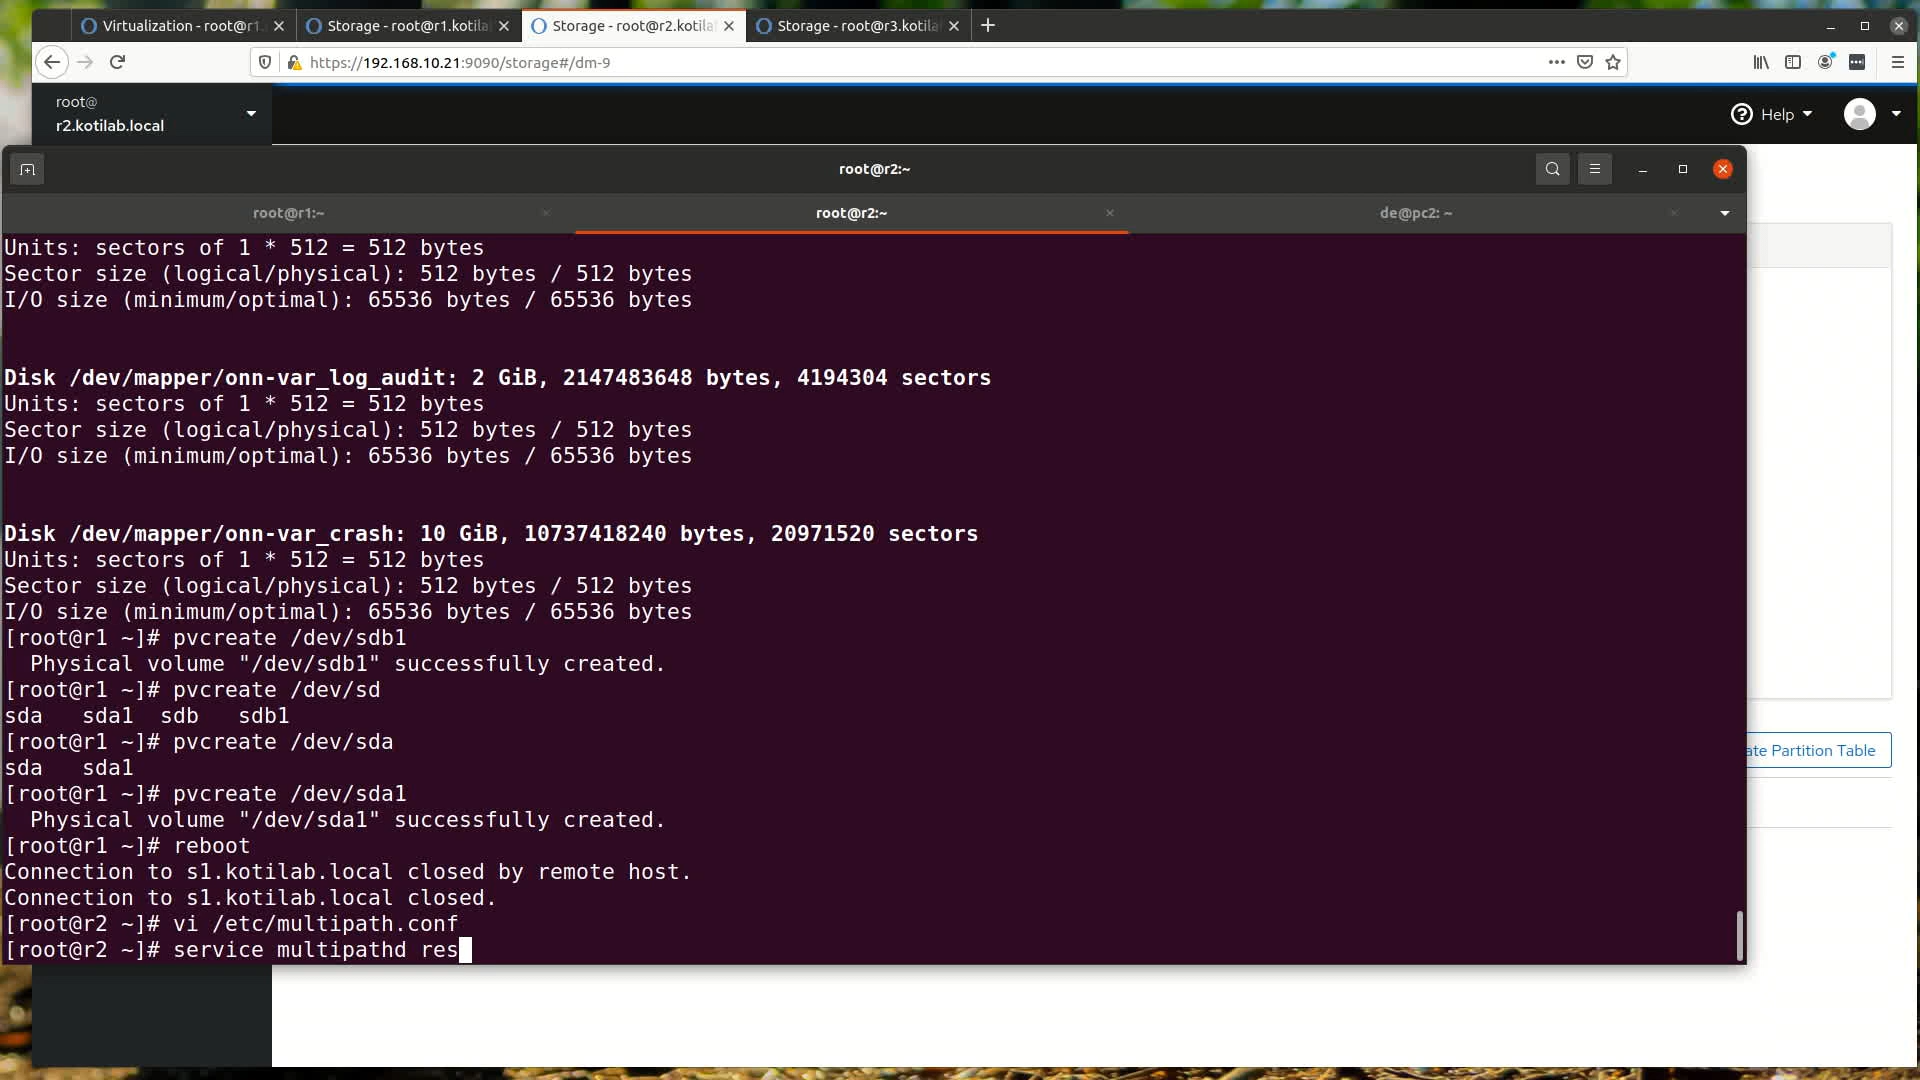 Virtualization - root@r1
Storage - root@r1.kotila
Storage - root@r2.kotila
Storage - root@r3.kotila
https://192.168.10.21:9090/storage#/dm-9
root@
r2.kotilab.local
Help
root@r2:~
root@r1:~
root@r2:~
de@pc2: ~
Units: sectors of 1 * 512 = 512 bytes
Sector size (logical/physical): 512 bytes / 512 bytes
I/O size (minimum/optimal): 65536 bytes / 65536 bytes
Disk /dev/mapper/onn-var_log_audit: 2 GiB, 2147483648 bytes, 4194304 sectors
Units: sectors of 1 * 512 = 512 bytes
Sector size (logical/physical): 512 bytes / 512 bytes
I/O size (minimum/optimal): 65536 bytes / 65536 bytes
Disk /dev/mapper/onn-var_crash: 10 GiB, 10737418240 bytes, 20971520 sectors
Units: sectors of 1 * 512 = 512 bytes
Sector size (logical/physical): 512 bytes / 512 bytes
I/O size (minimum/optimal): 65536 bytes / 65536 bytes
[root@r1 ~]# pvcreate /dev/sdb1
  Physical volume "/dev/sdb1" successfully created.
[root@r1 ~]# pvcreate /dev/sd
sda   sda1  sdb   sdb1
[root@r1 ~]# pvcreate /dev/sda
sda   sda1
[root@r1 ~]# pvcreate /dev/sda1
  Physical volume "/dev/sda1" successfully created.
[root@r1 ~]# reboot
Connection to s1.kotilab.local closed by remote host.
Connection to s1.kotilab.local closed.
[root@r2 ~]# vi /etc/multipath.conf
[root@r2 ~]# service multipathd res
ate Partition Table